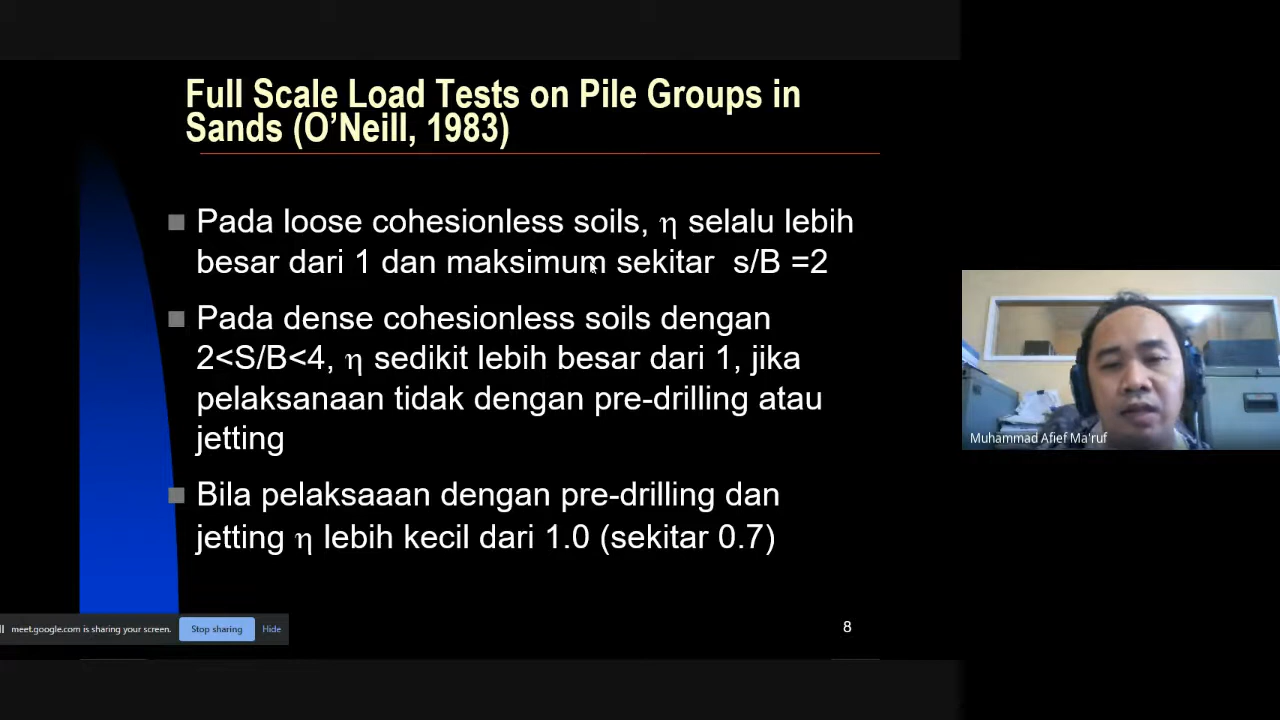 Full Scale Load Tests on Pile Groups in
Sands (O'Neill, 1983)
Pada loose cohesionless soils, η selalu lebih
besar dari 1 dan maksimum sekitar s/B =2
Pada dense cohesionless soils dengan
2<S/B<4, η sedikit lebih besar dari 1, jika
pelaksanaan tidak dengan pre-drilling atau
jetting
Bila pelaksaaan dengan pre-drilling dan
jetting η lebih kecil dari 1.0 (sekitar 0.7)
Muhammad Afief Ma'ruf
meet.google.com is sharing your screen.
Stop sharing
Hide
8